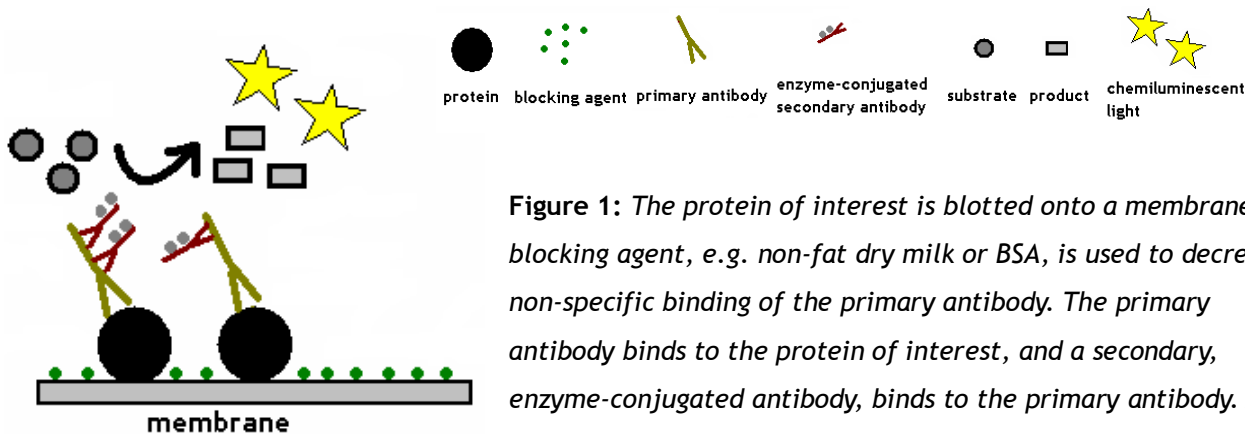 protein
blocking agent
primary antibody
enzyme-conjugated
secondary antibody
substrate
product
chemiluminescent
light
Figure 1: The protein of interest is blotted onto a membrane
blocking agent, e.g. non-fat dry milk or BSA, is used to decre
non-specific binding of the primary antibody. The primary
antibody binds to the protein of interest, and a secondary,
enzyme-conjugated antibody, binds to the primary antibody.
membrane